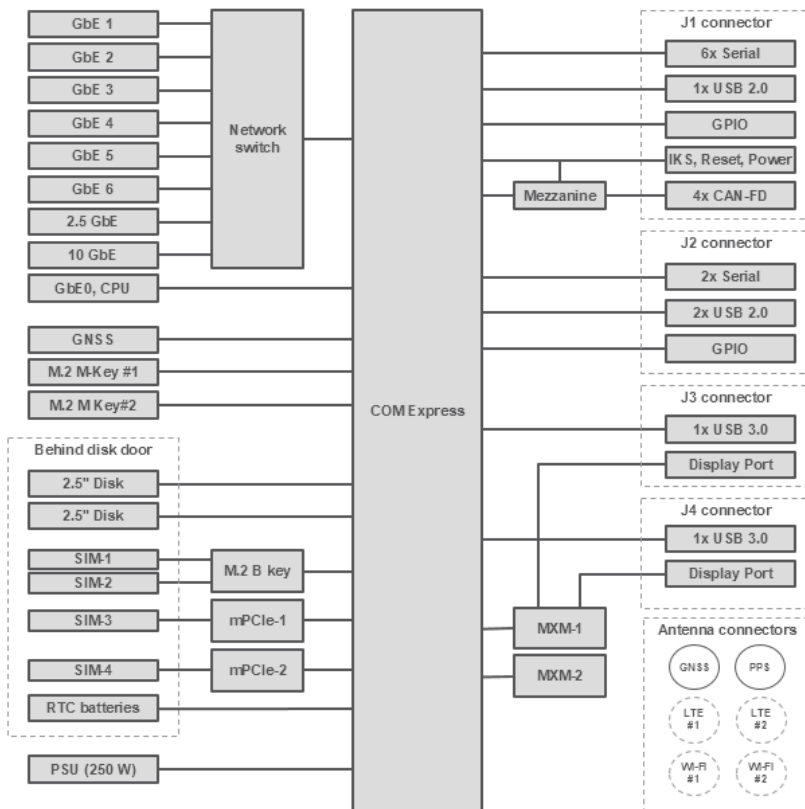 GbE 1
GbE 2
GbE 3
GbE 4
GbE 5
GbE 6
2.5 GbE
10 GbE
GbE0, CPU
Network
switch
GNSS
M.2 M-Key #1
M.2 M Key#2
Behind disk door
2.5" Disk
2.5" Disk
SIM-1
SIM-2
SIM-3
SIM-4
RTC batteries
M.2 B key
mPCIe-1
mPCIe-2
PSU (250 W)
COM Express
J1 connector
6x Serial
1x USB 2.0
GPIO
IKS, Reset, Power
Mezzanine
4x CAN-FD
J2 connector
2x Serial
2x USB 2.0
GPIO
J3 connector
1x USB 3.0
Display Port
J4 connector
1x USB 3.0
Display Port
MXM-1
MXM-2
Antenna connectors
GNSS
PPS
LTE
#1
LTE
#2
WI-FI
#1
WI-FI
#2